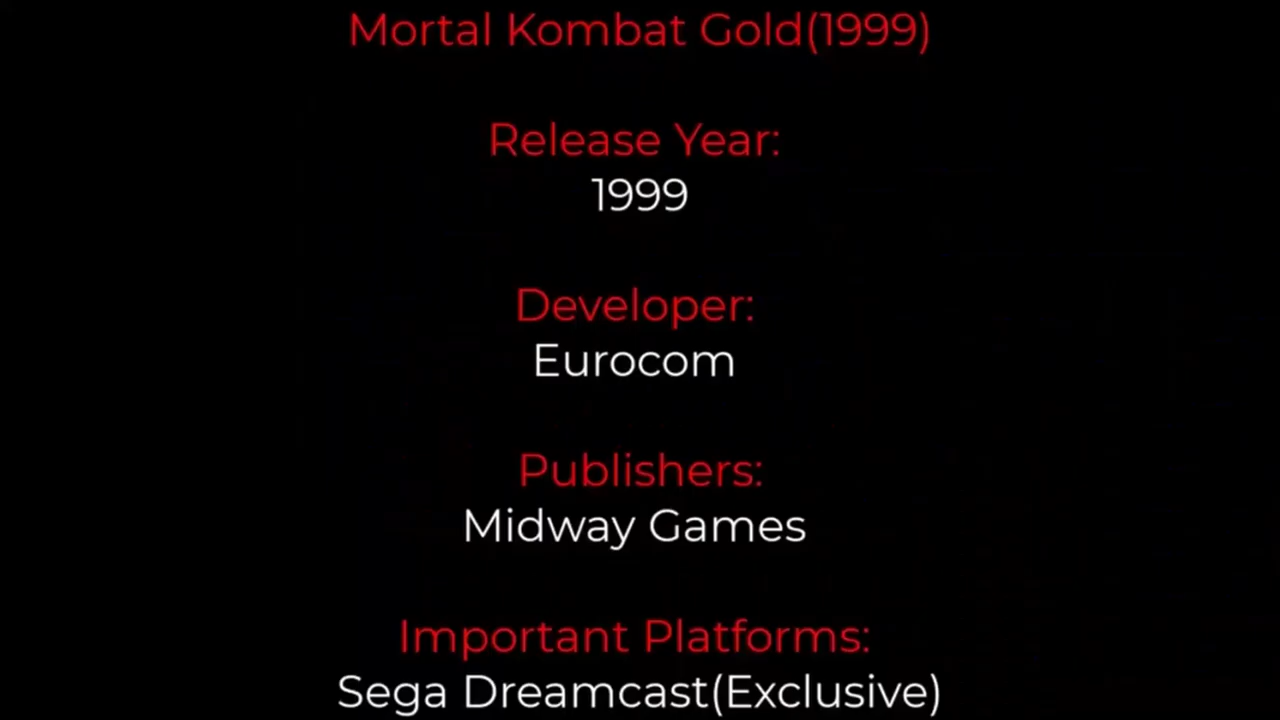 Mortal Kombat Gold(1999)
Release Year:
1999
Developer:
Eurocom
Publishers:
Midway Games
Important Platforms:
Sega Dreamcast(Exclusive)